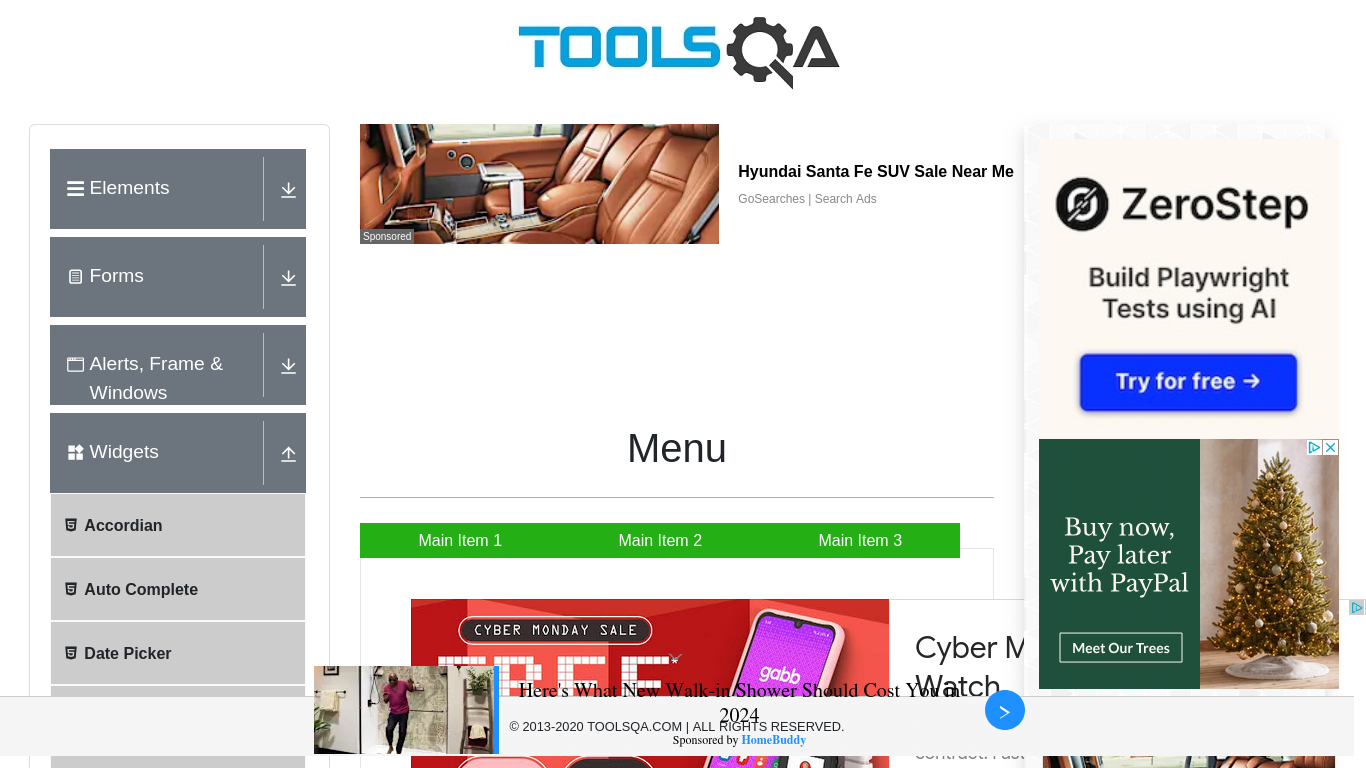 TOOLSQA
Elements
Forms
Alerts, Frame &
Windows
Widgets
Accordian
Auto Complete
Date Picker
Sponsored
Hyundai Santa Fe SUV Sale Near Me
GoSearches | Search Ads
Menu
Main Item 1
Main Item 2
Main Item 3
CYBER MONDAY SALE
gabb
Cyber M
Watch
Here's What New Walk-in Shower Should Cost You in
2024
Sponsored by HomeBuddy
© 2013-2020 TOOLSQA.COM | ALL RIGHTS RESERVED.
ZeroStep
Build Playwright
Tests using AI
Try for free →
Buy now,
Pay later
with PayPal
Meet Our Trees